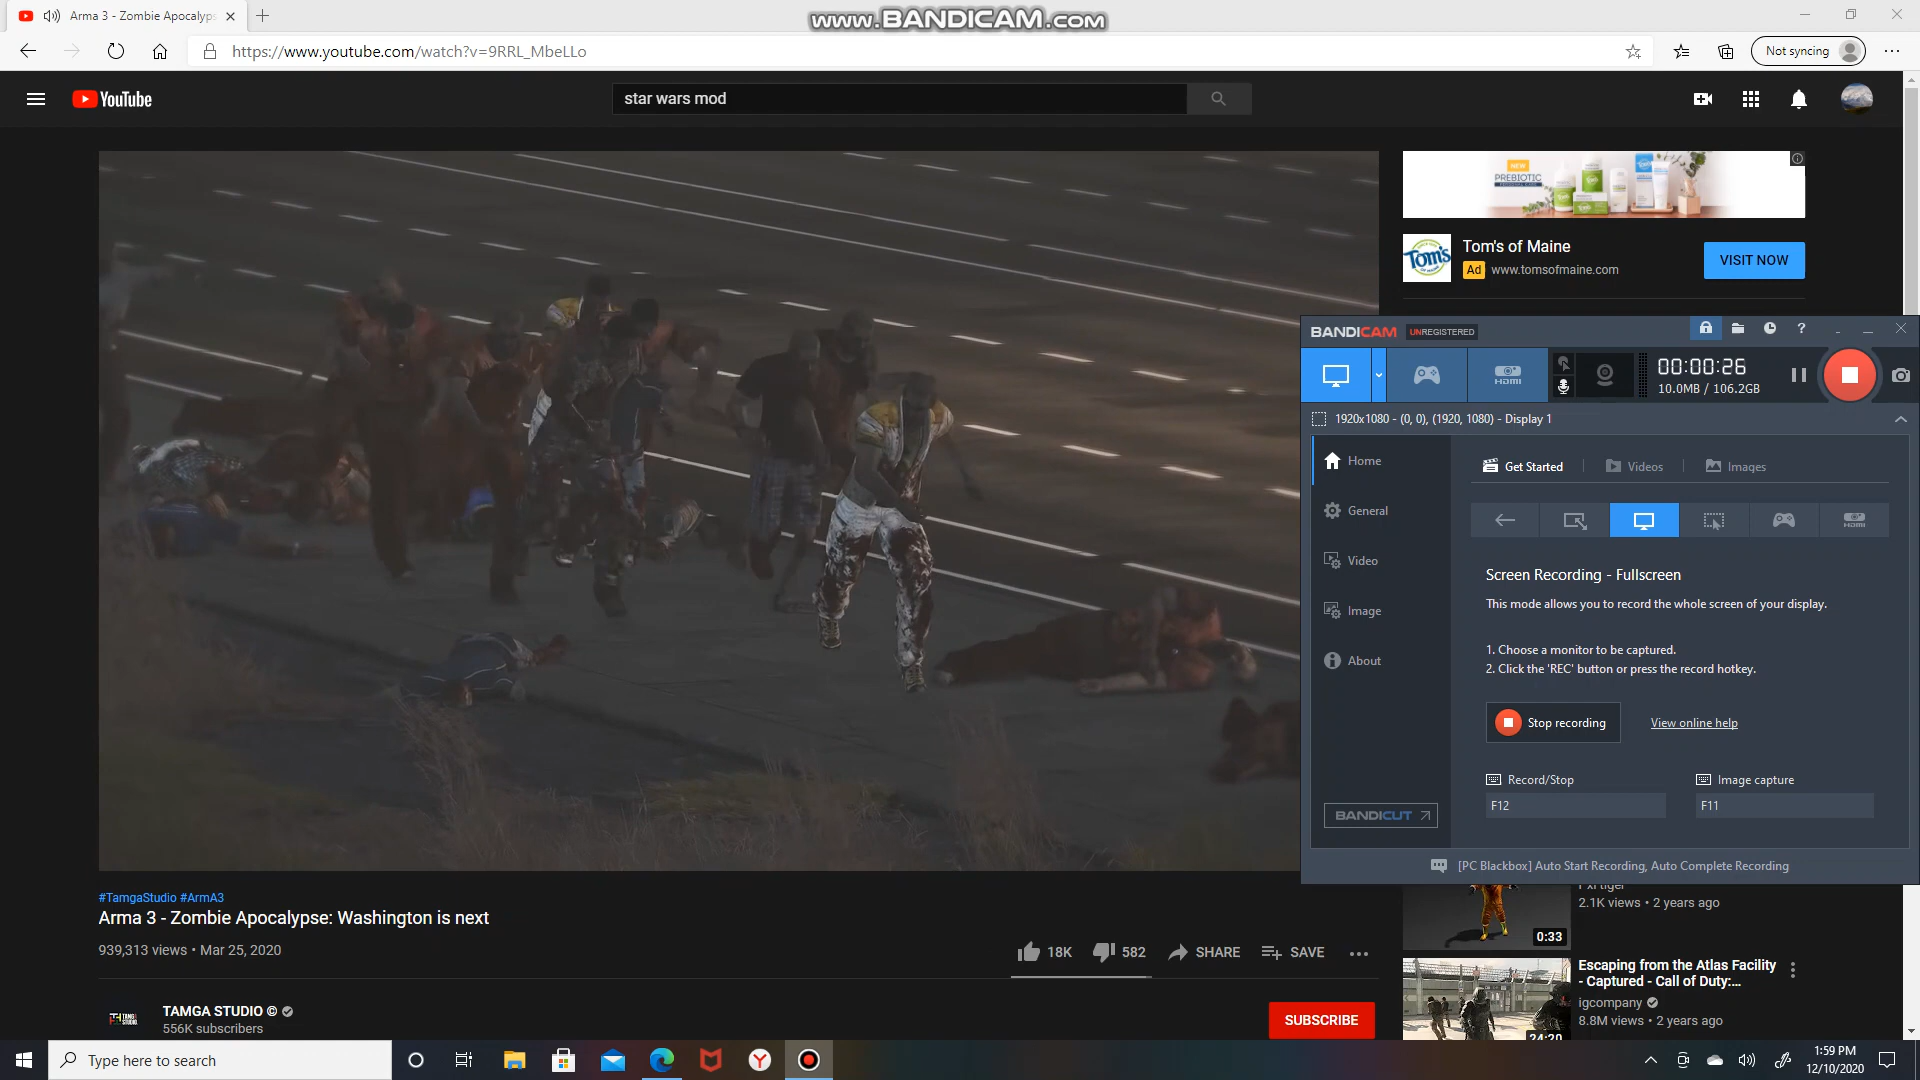 Arma 3 - Zombie Apocalyps
www.BANDICAM.com
https://www.youtube.com/watch?v=9RRL_MbeLLo
Not syncing
YouTube
star wars mod
NEW
PREBIOTIC
Tom's
Tom's of Maine
Ad www.tomsofmaine.com
VISIT NOW
BANDICAM UNREGISTERED
HDMI
00:00:26
10.0MB / 106.2GB
1920x1080 - (0, 0), (1920, 1080) - Display 1
Home
General
Video
Image
About
BANDICUT
Get Started
Videos
Images
HDMI
Screen Recording - Fullscreen
This mode allows you to record the whole screen of your display.
1. Choose a monitor to be captured.
2. Click the 'REC' button or press the record hotkey.
Stop recording
View online help
Record/Stop
Image capture
F12
F11
[PC Blackbox] Auto Start Recording, Auto Complete Recording
#TamgaStudio #ArmA3
Arma 3 - Zombie Apocalypse: Washington is next
939,313 views • Mar 25, 2020
18K
582
SHARE
SAVE
TAMGA STUDIO ©
556K subscribers
SUBSCRIBE
2.1K views • 2 years ago
0:33
Escaping from the Atlas Facility
- Captured - Call of Duty:...
igcompany
8.8M views • 2 years ago
24:20
Type here to search
1:59 PM
12/10/2020